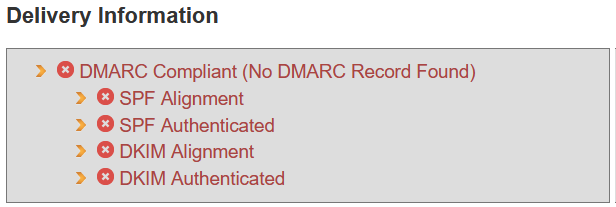 Delivery Information
DMARC Compliant (No DMARC Record Found)
SPF Alignment
SPF Authenticated
DKIM Alignment
DKIM Authenticated